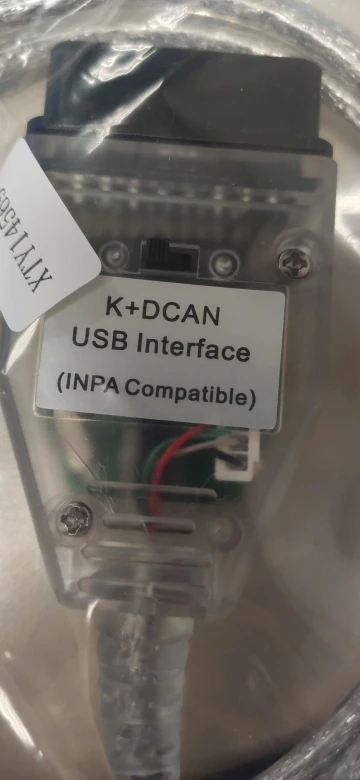 K+DCAN
USB Interface
(INPA Compatible)